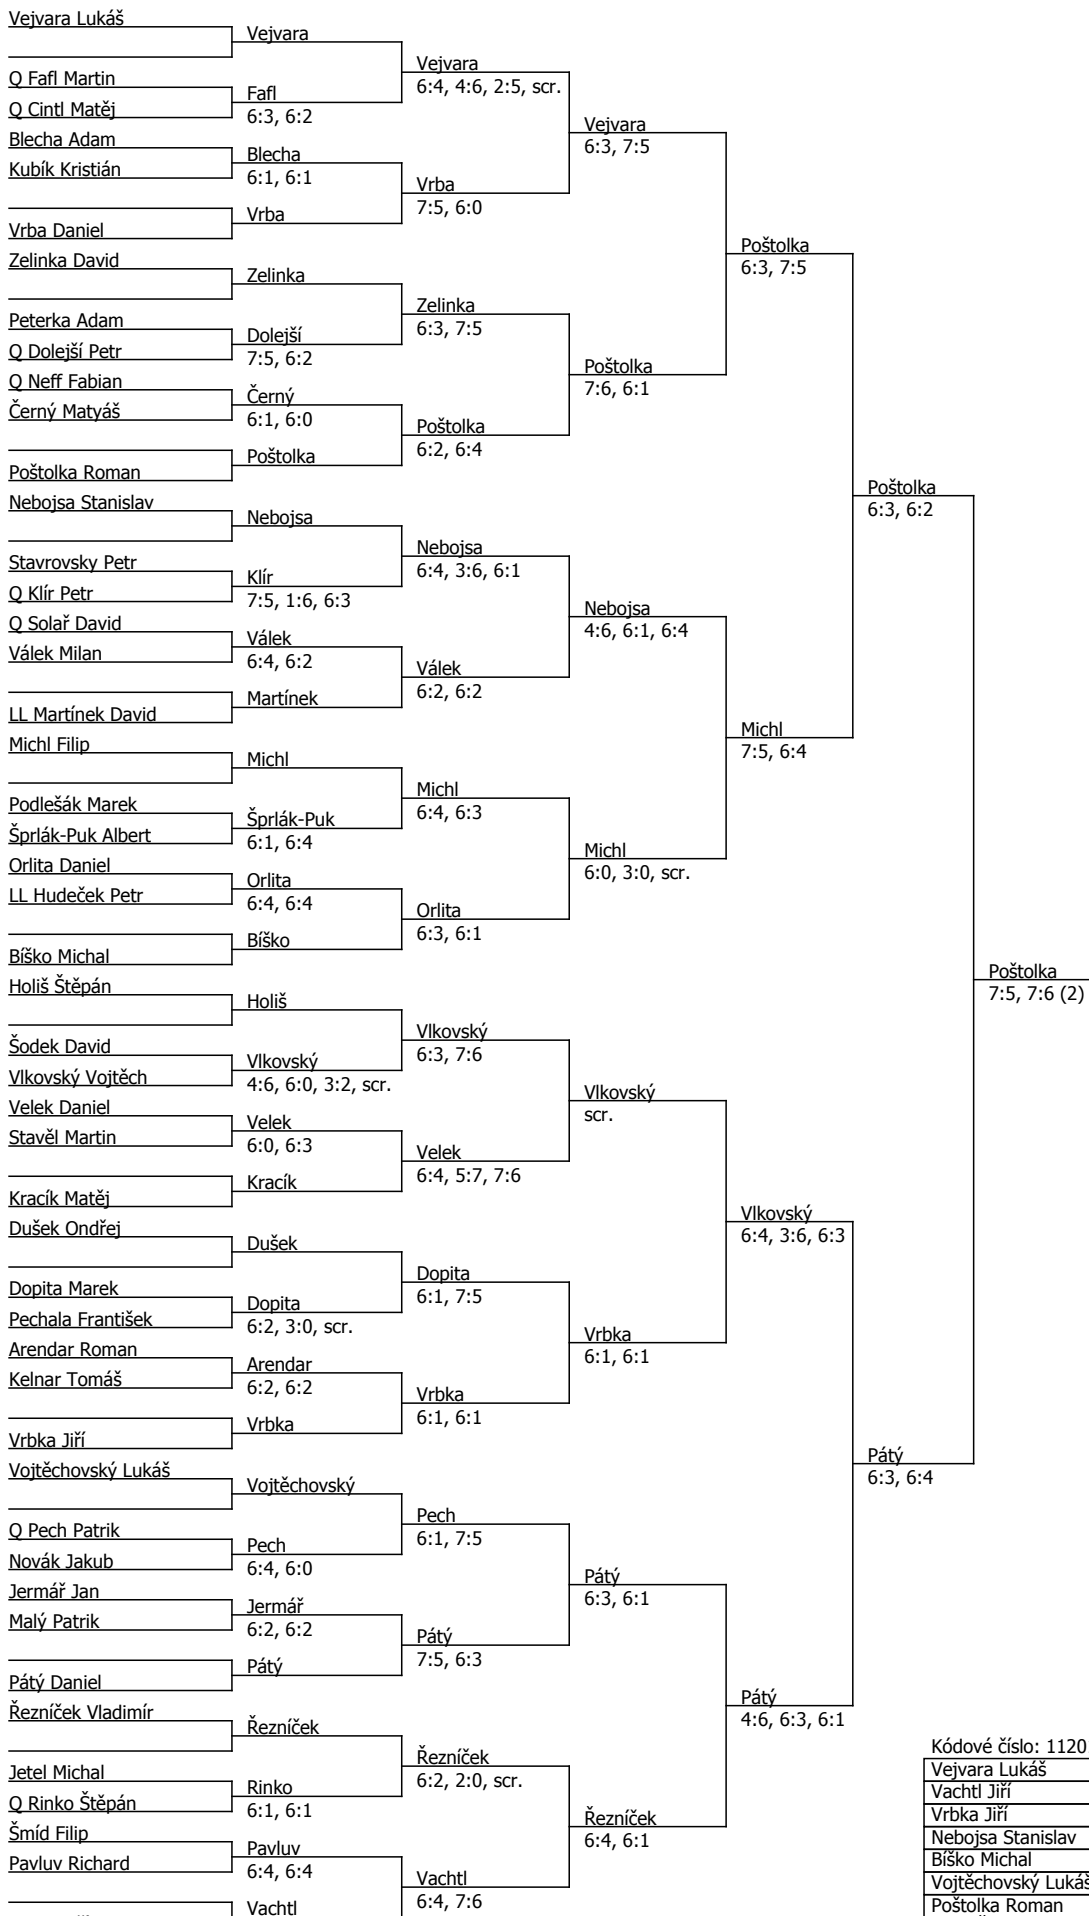 Vejvara Lukáš
Q Fafl Martin
Q Cintl Matěj
Blecha Adam
Kubík Kristián
Vrba Daniel
Zelinka David
Peterka Adam
Q Dolejší Petr
Q Neff Fabian
Černý Matyáš
Poštolka Roman
Nebojsa Stanislav
Stavrovsky Petr
Q Klír Petr
Q Solař David
Válek Milan
LL Martínek David
Michl Filip
Podlešák Marek
Šprlák-Puk Albert
Orlita Daniel
LL Hudeček Petr
Bíško Michal
Holiš Štěpán
Šodek David
Vlkovský Vojtěch
Velek Daniel
Stavěl Martin
Kracík Matěj
Dušek Ondřej
Dopita Marek
Pechala František
Arendar Roman
Kelnar Tomáš
Vrbka Jiří
Vojtěchovský Lukáš
Q Pech Patrik
Novák Jakub
Jermář Jan
Malý Patrik
Pátý Daniel
Řezníček Vladimír
Jetel Michal
Q Rinko Štěpán
Šmíd Filip
Pavluv Richard
Vejvara
Fafl
6:3, 6:2
Blecha
6:1, 6:1
Vrba
Zelinka
Dolejší
7:5, 6:2
Černý
6:1, 6:0
Poštolka
Nebojsa
Klír
7:5, 1:6, 6:3
Válek
6:4, 6:2
Martínek
Michl
Šprlák-Puk
6:1, 6:4
Orlita
6:4, 6:4
Bíško
Holiš
Vlkovský
4:6, 6:0, 3:2, scr.
Velek
6:0, 6:3
Kracík
Dušek
Dopita
6:2, 3:0, scr.
Arendar
6:2, 6:2
Vrbka
Vojtěchovský
Pech
6:4, 6:0
Jermář
6:2, 6:2
Pátý
Řezníček
Rinko
6:1, 6:1
Pavluv
6:4, 6:4
Vachtl
Vejvara
6:4, 4:6, 2:5, scr.
Vrba
7:5, 6:0
Zelinka
6:3, 7:5
Poštolka
6:2, 6:4
Nebojsa
6:4, 3:6, 6:1
Válek
6:2, 6:2
Michl
6:4, 6:3
Orlita
6:3, 6:1
Vlkovský
6:3, 7:6
Velek
6:4, 5:7, 7:6
Dopita
6:1, 7:5
Vrbka
6:1, 6:1
Pech
6:1, 7:5
Pátý
7:5, 6:3
Řezníček
6:2, 2:0, scr.
Vachtl
6:4, 7:6
Vejvara
6:3, 7:5
Poštolka
7:6, 6:1
Nebojsa
4:6, 6:1, 6:4
Michl
6:0, 3:0, scr.
Vlkovský
scr.
Vrbka
6:1, 6:1
Pátý
6:3, 6:1
Řezníček
6:4, 6:1
Poštolka
6:3, 7:5
Michl
7:5, 6:4
Vlkovský
6:4, 3:6, 6:3
Pátý
4:6, 6:3, 6:1
Poštolka
6:3, 6:2
Pátý
6:3, 6:4
Poštolka
7:5, 7:6 (2)
Kódové číslo: 1120
Vejvara Lukáš
Vachtl Jiří
Vrbka Jiří
Nebojsa Stanislav
Bíško Michal
Vojtěchovský Lukáš
Poštolka Roman